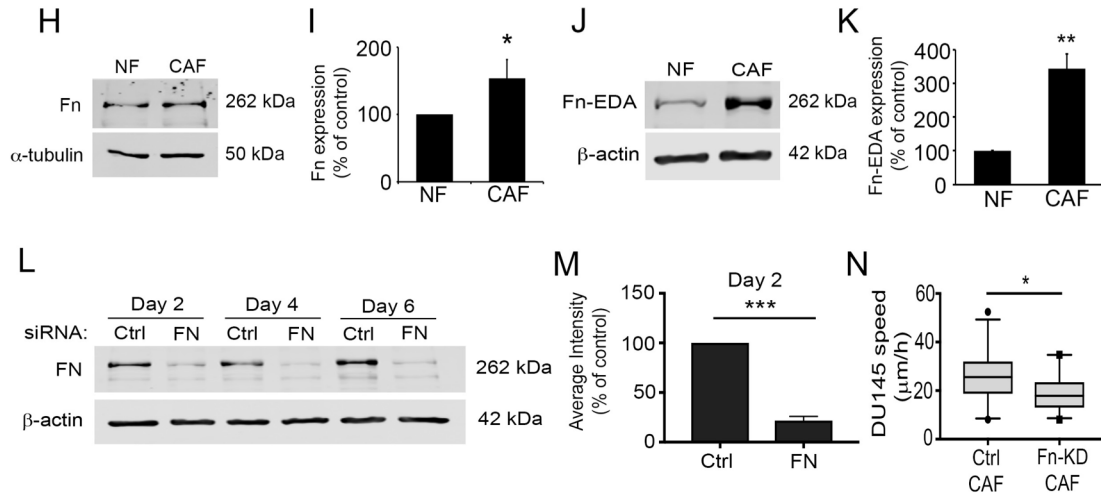 H
NF CAF
Fn 262 kDa
α-tubulin 50 kDa
I
Fn expression
(% of control)
200
100
0
*
NF CAF
J
NF CAF
Fn-EDA 262 kDa
β-actin 42 kDa
K
Fn-EDA expression
(% of control)
400
300
200
100
0
**
NF CAF
L
Day 2 Day 4 Day 6
siRNA: Ctrl FN Ctrl FN Ctrl FN
FN 262 kDa
β-actin 42 kDa
M
Day 2
***
Average Intensity
(% of control)
150
100
50
0
Ctrl FN
N
*
DU145 speed
(μm/h)
60
40
20
0
Ctrl Fn-KD
CAF CAF